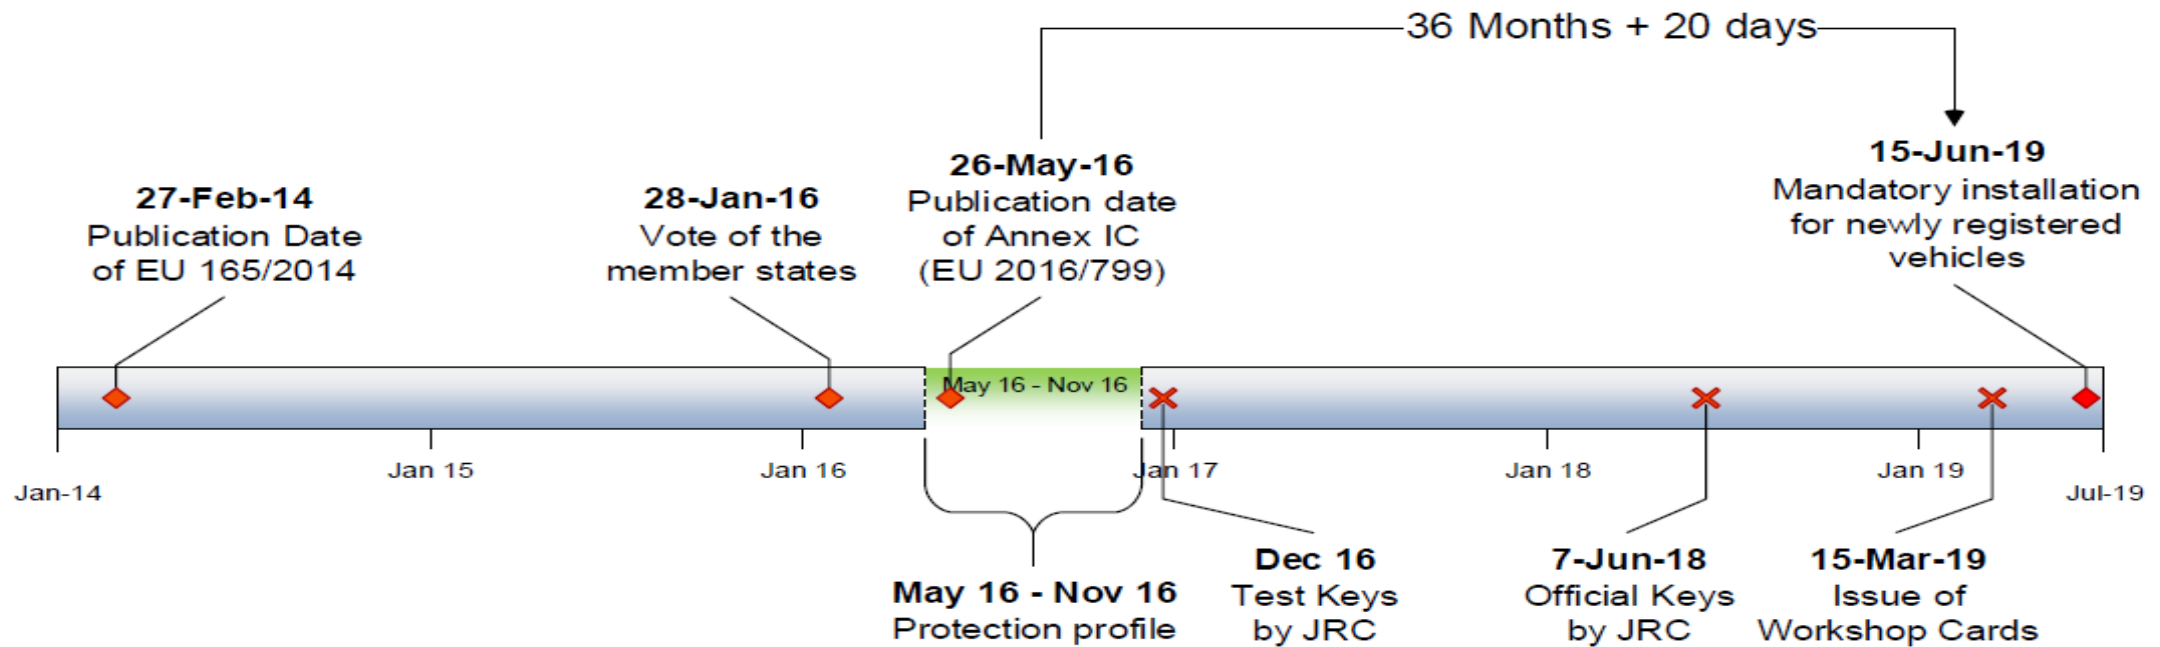 36 Months + 20 days
27-Feb-14
Publication Date
of EU 165/2014
28-Jan-16
Vote of the
member states
26-May-16
Publication date
of Annex IC
(EU 2016/799)
15-Jun-19
Mandatory installation
for newly registered
vehicles
May 16 - Nov 16
Jan-14
Jan 15
Jan 16
Jan 17
Jan 18
Jan 19
Jul-19
May 16 - Nov 16
Protection profile
Dec 16
Test Keys
by JRC
7-Jun-18
Official Keys
by JRC
15-Mar-19
Issue of
Workshop Cards